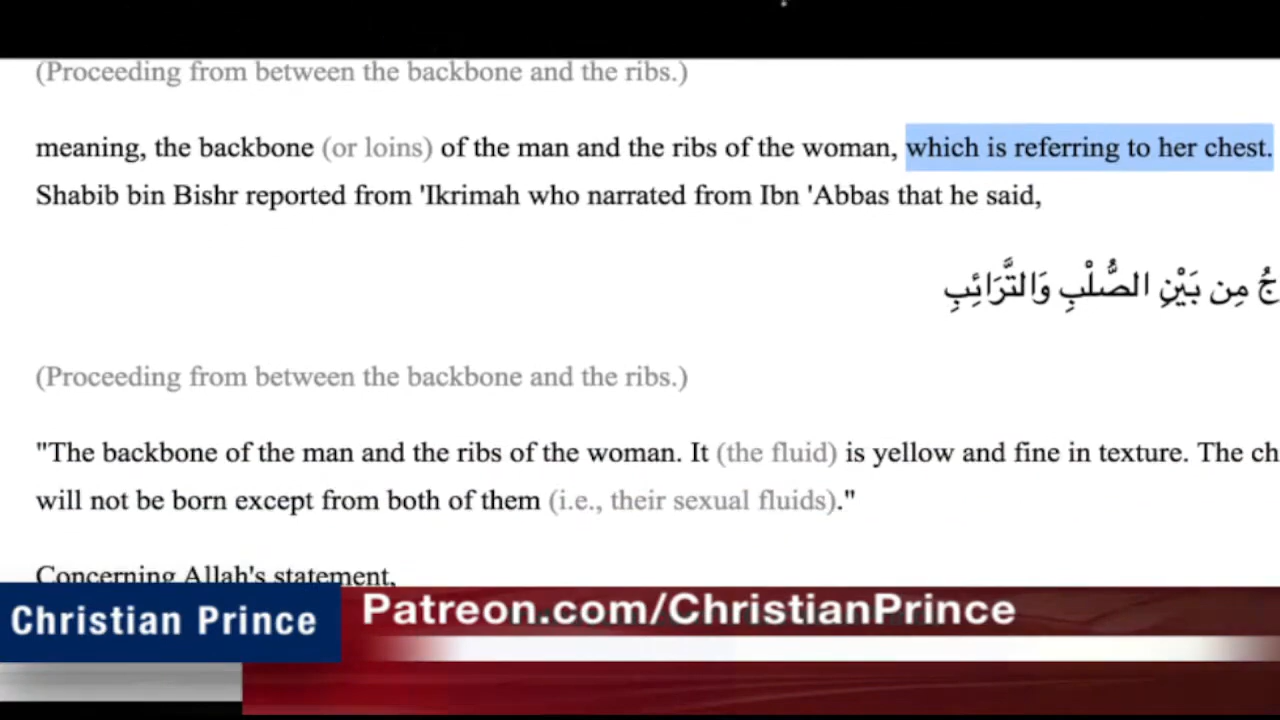 (Proceeding from between the backbone and the ribs.)
meaning, the backbone (or loins) of the man and the ribs of the woman, which is referring to her chest.
Shabib bin Bishr reported from 'Ikrimah who narrated from Ibn 'Abbas that he said,
جُ مِن بَيْنِ الصُّلْبِ وَالتَّرَائِبِ
(Proceeding from between the backbone and the ribs.)
"The backbone of the man and the ribs of the woman. It (the fluid) is yellow and fine in texture. The ch
will not be born except from both of them (i.e., their sexual fluids)."
Concerning Allah's statement,
Christian Prince
Patreon.com/ChristianPrince